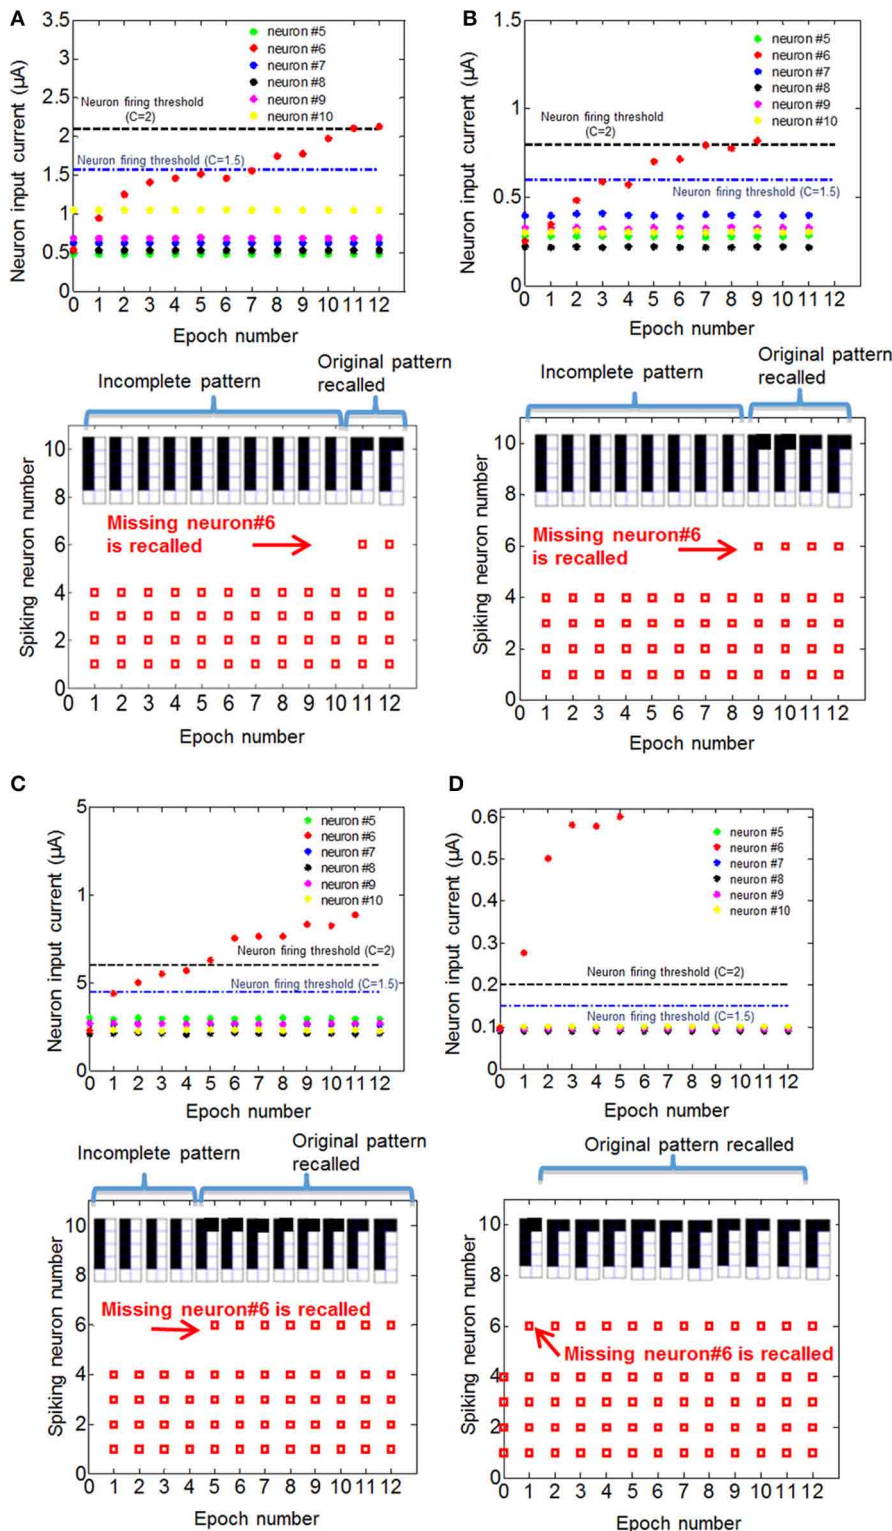 A
Neuron input current (µA)
3.5
3
2.5
2
1.5
1
0.5
0
neuron #5
neuron #6
neuron #7
neuron #8
neuron #9
neuron #10
Neuron firing threshold
(C=2)
Neuron firing threshold (C=1.5)
0 1 2 3 4 5 6 7 8 9 10 11 12
Epoch number
Incomplete pattern
Original pattern
recalled
Spiking neuron number
10
8
6
4
2
0
Missing neuron#6
is recalled
0 1 2 3 4 5 6 7 8 9 10 11 12
Epoch number
B
Neuron input current (µA)
1.5
1
0.5
0
neuron #5
neuron #6
neuron #7
neuron #8
neuron #9
neuron #10
Neuron firing threshold
(C=2)
Neuron firing threshold (C=1.5)
0 1 2 3 4 5 6 7 8 9 10 11 12
Epoch number
Incomplete pattern
Original pattern
recalled
Spiking neuron number
10
8
6
4
2
0
Missing neuron#6
is recalled
0 1 2 3 4 5 6 7 8 9 10 11 12
Epoch number
C
Neuron input current (µA)
5
1
5
0
neuron #5
neuron #6
neuron #7
neuron #8
neuron #9
neuron #10
Neuron firing threshold (C=2)
Neuron firing threshold (C=1.5)
0 1 2 3 4 5 6 7 8 9 10 11 12
Epoch number
Incomplete pattern
Original pattern
recalled
Spiking neuron number
10
8
6
4
2
0
Missing neuron#6 is recalled
0 1 2 3 4 5 6 7 8 9 10 11 12
Epoch number
D
Neuron input current (µA)
0.6
0.5
0.4
0.3
0.2
0.1
0
neuron #5
neuron #6
neuron #7
neuron #8
neuron #9
neuron #10
Neuron firing threshold (C=2)
Neuron firing threshold (C=1.5)
0 1 2 3 4 5 6 7 8 9 10 11 12
Epoch number
Original pattern recalled
Spiking neuron number
10
8
6
4
2
0
Missing neuron#6 is recalled
0 1 2 3 4 5 6 7 8 9 10 11 12
Epoch number